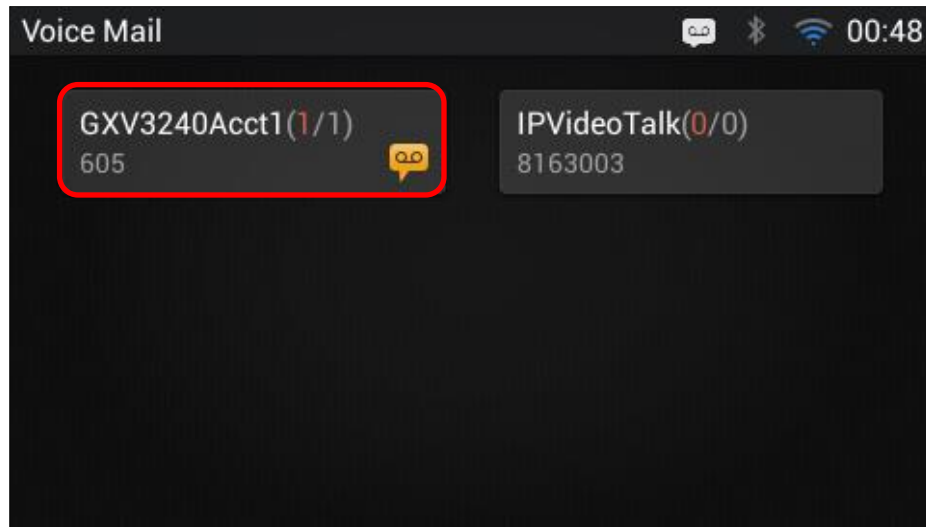 Voice Mail 00:48
GXV3240Acct1(1/1)
605
IPVideoTalk(0/0)
8163003